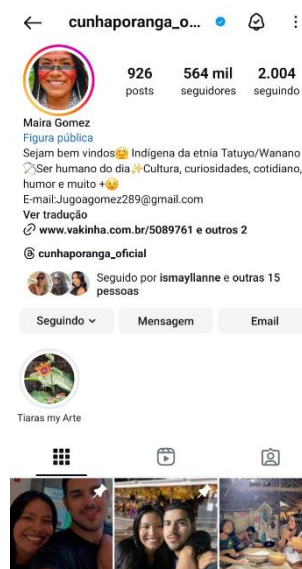 cunhaporanga_o...
926 564 mil 2.004
posts seguidores seguindo
Maira Gomez
Figura pública
Sejam bem vindos🤗 Indígena da etnia Tatuyo/Wanano
🏹Ser humano do dia✨Cultura, curiosidades, cotidiano,
humor e muito +😉
E-mail:Jugoagomez289@gmail.com
Ver tradução
www.vakinha.com.br/5089761 e outros 2
cunhaporanga_oficial
Seguido por ismayllanne e outras 15
pessoas
Seguindo Mensagem Email
Tiaras my Arte